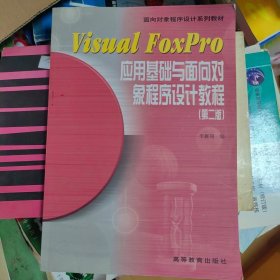 面向对象程序设计系列教材
Visual FoxPro
应用基础与面向对
象程序设计教程
(第二版)
高等教育出版社